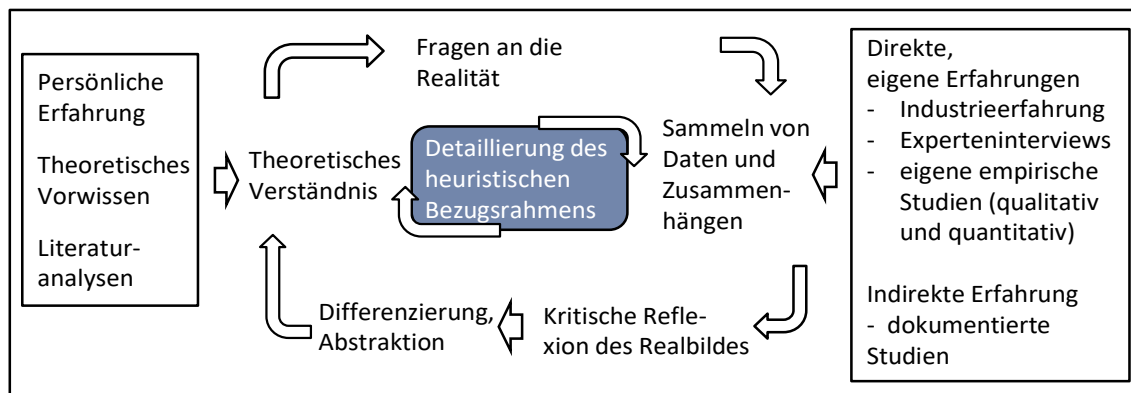 Persönliche
Erfahrung
Theoretisches
Vorwissen
Literatur-
analysen
Fragen an die
Realität
Theoretisches
Verständnis
Detaillierung des
heuristischen
Bezugsrahmens
Sammeln von
Daten und
Zusammen-
hängen
Differenzierung,
Abstraktion
Kritische Refle-
xion des Realbildes
Direkte,
eigene Erfahrungen
- Industrieerfahrung
- Experteninterviews
- eigene empirische
Studien (qualitativ
und quantitativ)
Indirekte Erfahrung
- dokumentierte
Studien